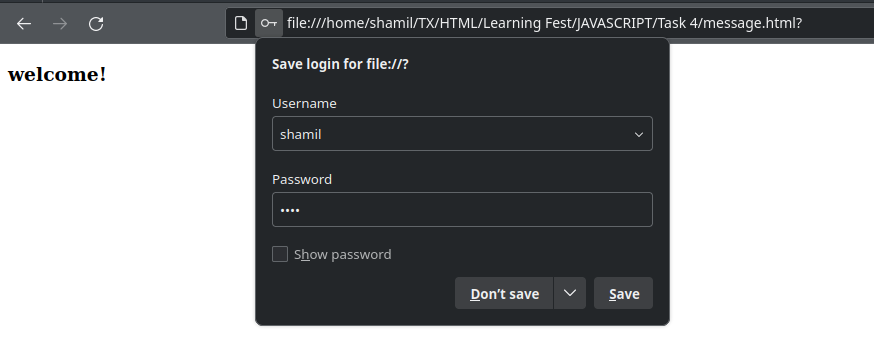 file:///home/shamil/TX/HTML/Learning Fest/JAVASCRIPT/Task 4/message.html?
welcome!
Save login for file://?
Username
shamil
Password
••••
Show password
Don't save
Save